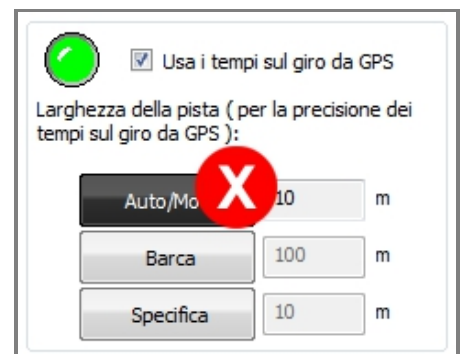 Usa i tempi sul giro da GPS
Larghezza della pista ( per la precisione dei
tempi sul giro da GPS ):
X
10 m
Barca 100 m
Specifica 10 m